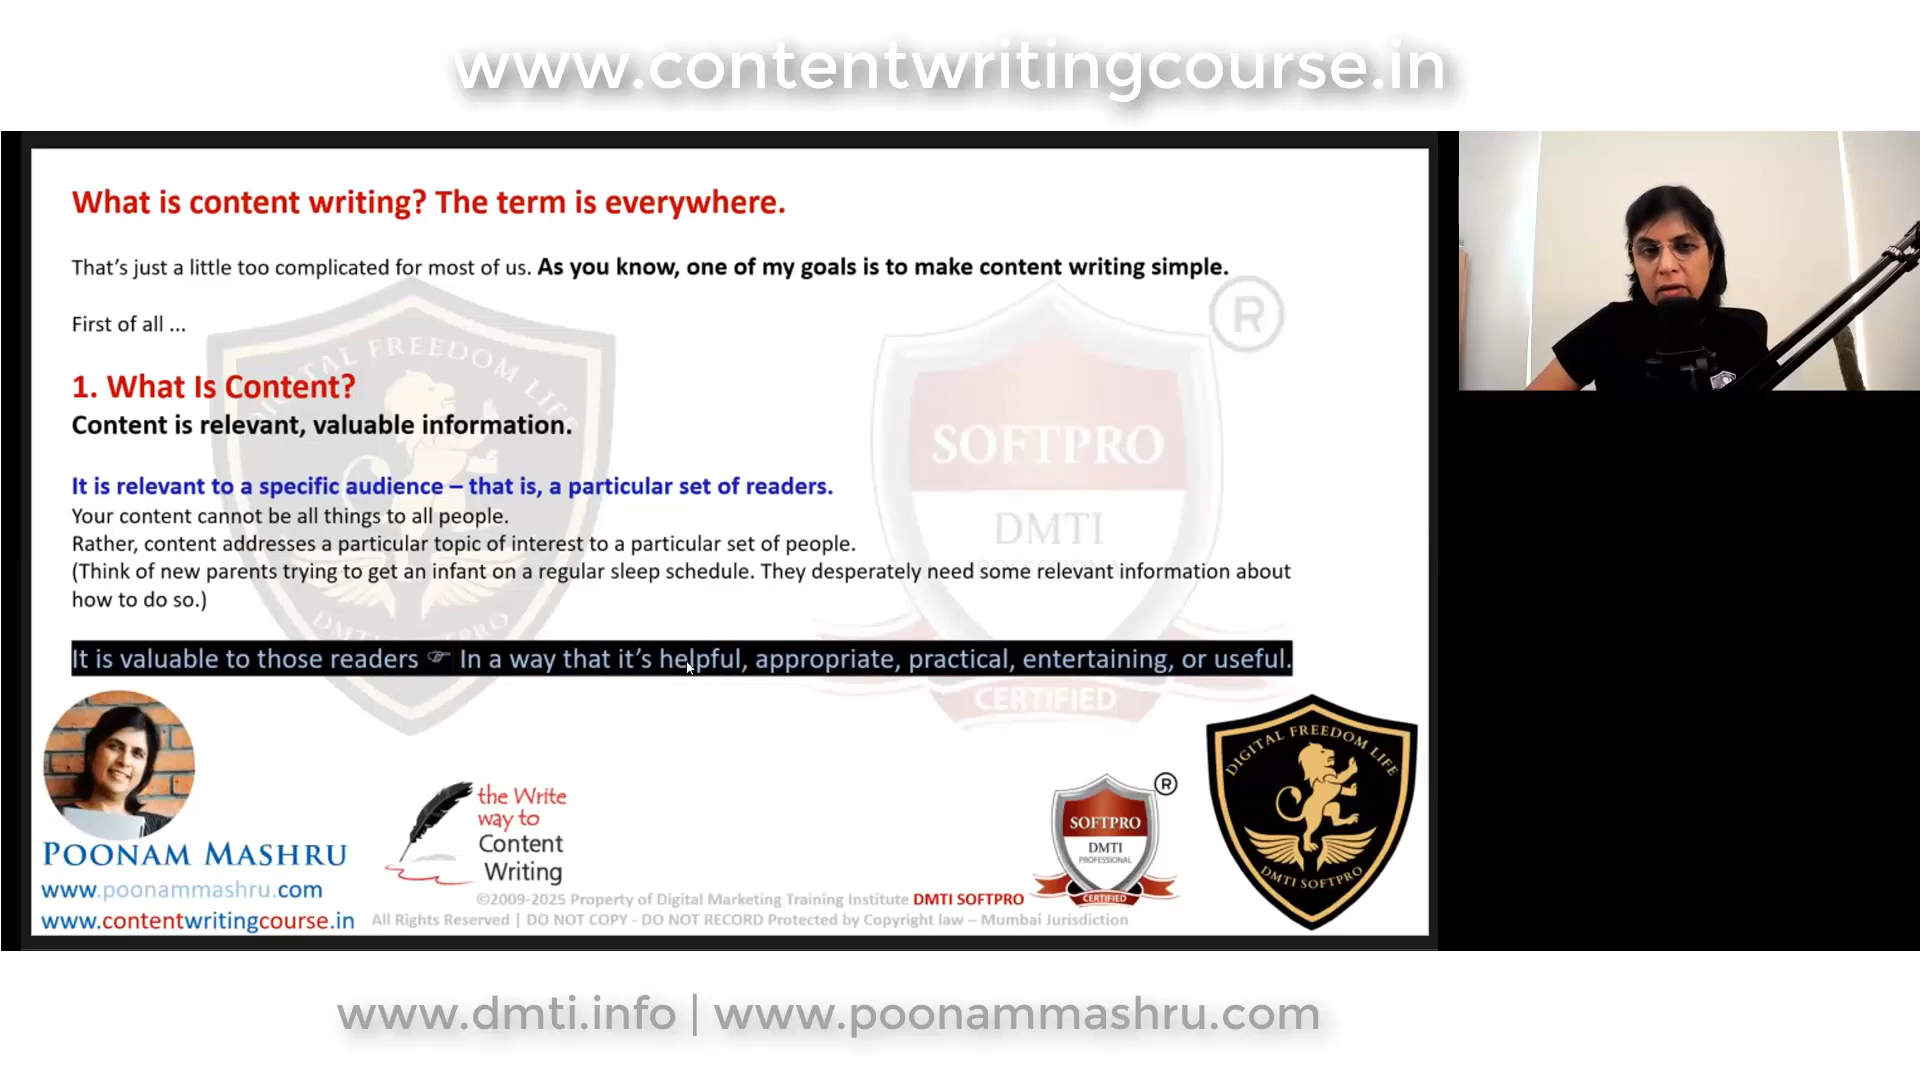 www.contentwritingcourse.in
What is content writing? The term is everywhere.
That's just a little too complicated for most of us. As you know, one of my goals is to make content writing simple.
First of all ...
1. What Is Content?
Content is relevant, valuable information.
It is relevant to a specific audience – that is, a particular set of readers.
Your content cannot be all things to all people.
Rather, content addresses a particular topic of interest to a particular set of people.
(Think of new parents trying to get an infant on a regular sleep schedule. They desperately need some relevant information about
how to do so.)
It is valuable to those readers ☞ In a way that it's helpful, appropriate, practical, entertaining, or useful.
DIGITAL FREEDOM LIFE
DMTI SOFTPRO
®
SOFTPRO
DMTI
CERTIFIED
POONAM MASHRU
www.poonammashru.com
www.contentwritingcourse.in
the Write
way to
Content
Writing
©2009-2025 Property of Digital Marketing Training Institute DMTI SOFTPRO
All Rights Reserved | DO NOT COPY - DO NOT RECORD Protected by Copyright law – Mumbai Jurisdiction
®
SOFTPRO
DMTI
PROFESSIONAL
CERTIFIED
DIGITAL FREEDOM LIFE
DMTI SOFTPRO
www.dmti.info | www.poonammashru.com